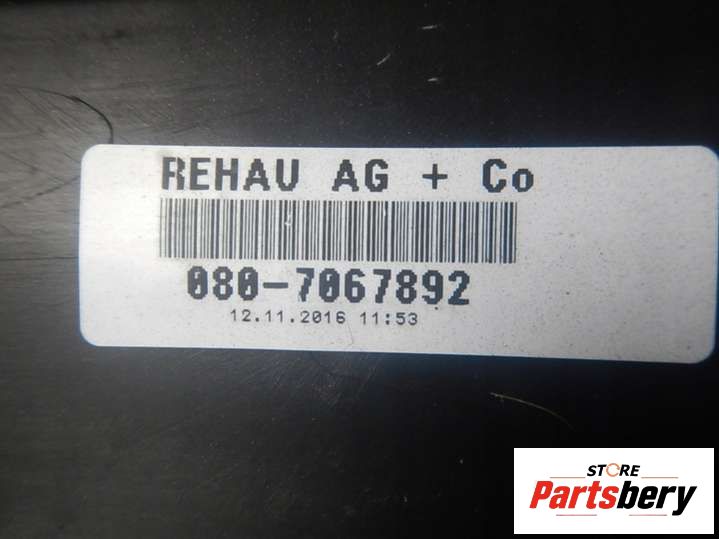 REHAU AG + Co
080-7067892
12.11.2016 11:53
STORE
Partsbery